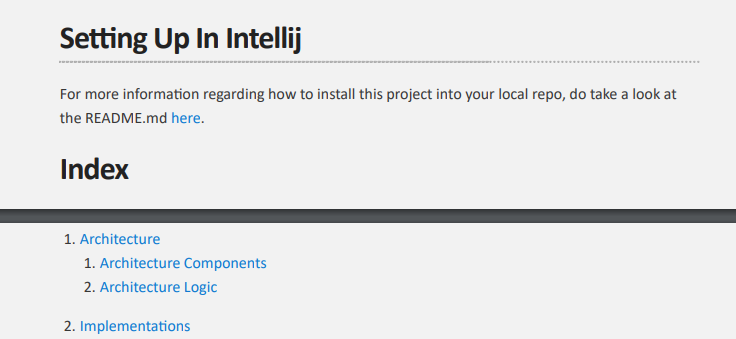 Setting Up In Intellij
For more information regarding how to install this project into your local repo, do take a look at
the README.md here.
Index
1. Architecture
1. Architecture Components
2. Architecture Logic
2. Implementations